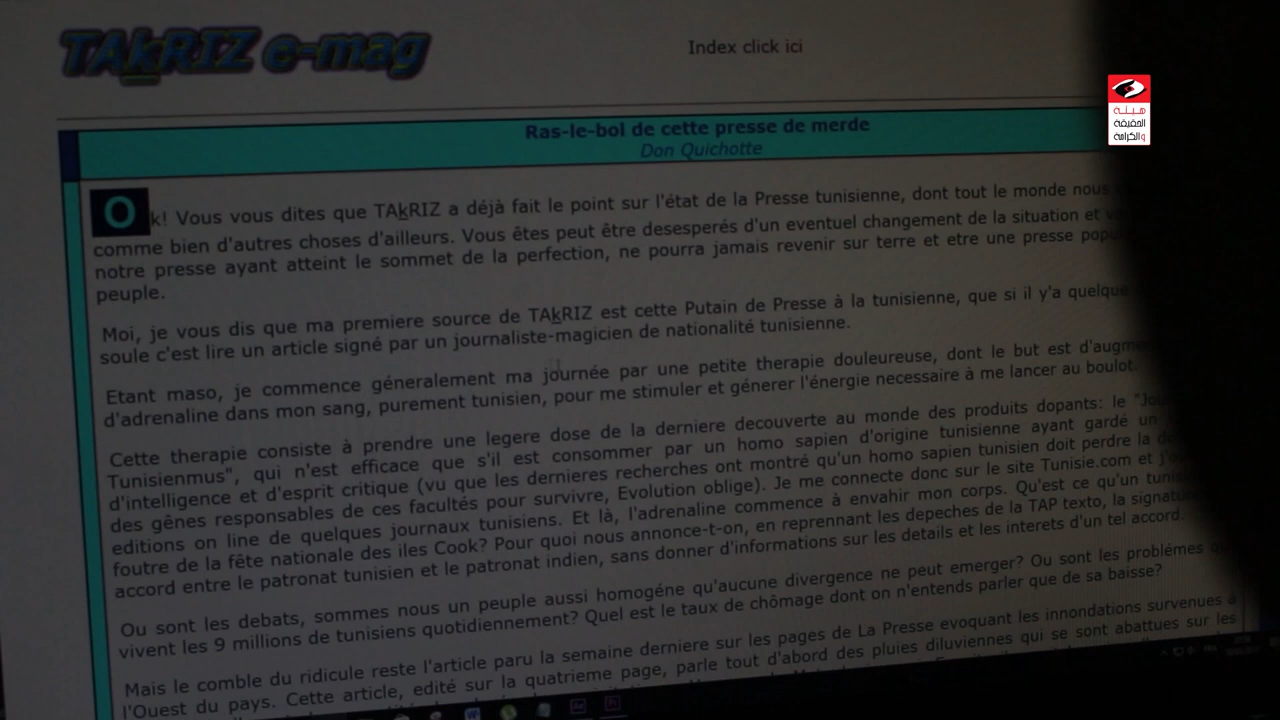 TAkRIZ e-mag
Index click ici
هيئة
الحقيقة
والكرامة
Ras-le-bol de cette presse de merde
Don Quichotte
Ok! Vous vous dites que TAkRIZ a déjà fait le point sur l'état de la Presse tunisienne, dont tout le monde nous
comme bien d'autres choses d'ailleurs. Vous êtes peut être desesperés d'un eventuel changement de la situation et
notre presse ayant atteint le sommet de la perfection, ne pourra jamais revenir sur terre et etre une presse
peuple.
Moi, je vous dis que ma premiere source de TAkRIZ est cette Putain de Presse à la tunisienne, que si il y'a quelque
soule c'est lire un article signé par un journaliste-magicien de nationalité tunisienne.
Etant maso, je commence géneralement ma journée par une petite therapie douleureuse, dont le but est
d'adrenaline dans mon sang, purement tunisien, pour me stimuler et génerer l'énergie necessaire à me lancer au boulot.
Cette therapie consiste à prendre une legere dose de la derniere decouverte au monde des produits dopants: le
Tunisienmus", qui n'est efficace que s'il est consommer par un homo sapien d'origine tunisienne ayant gardé un
d'intelligence et d'esprit critique (vu que les dernieres recherches ont montré qu'un homo sapien tunisien doit perdre la
des gênes responsables de ces facultés pour survivre, Evolution oblige). Je me connecte donc sur le site Tunisie.com et
editions on line de quelques journaux tunisiens. Et là, l'adrenaline commence à envahir mon corps. Qu'est ce qu'un
foutre de la fête nationale des iles Cook? Pour quoi nous annonce-t-on, en reprennant les depeches de la TAP texto, la
accord entre le patronat tunisien et le patronat indien, sans donner d'informations sur les details et les interets d'un tel accord.
Ou sont les debats, sommes nous un peuple aussi homogéne qu'aucune divergence ne peut emerger? Ou sont les problémes
vivent les 9 millions de tunisiens quotidiennement? Quel est le taux de chômage dont on n'entends parler que de sa baisse?
Mais le comble du ridicule reste l'article paru la semaine derniere sur les pages de La Presse evoquant les innondations survenues à
l'Ouest du pays. Cette article, edité sur la quatrieme page, parle tout d'abord des pluies diluviennes qui se sont abattues sur les